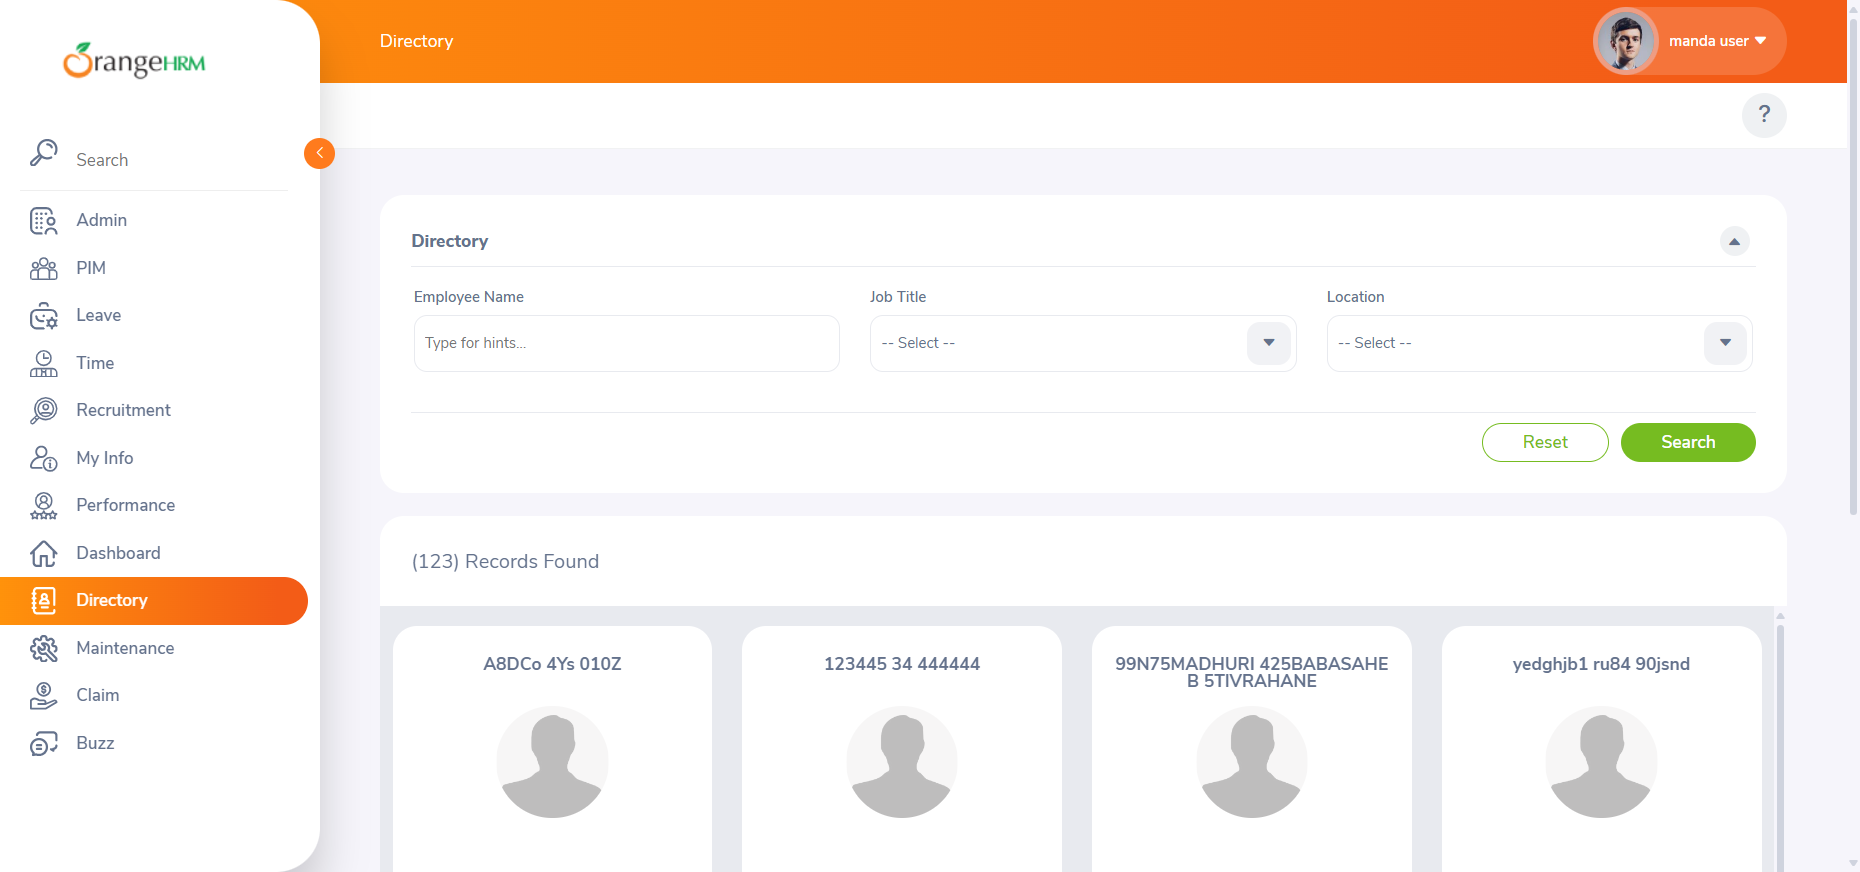 OrangeHRM
Search
Admin
PIM
Leave
Time
Recruitment
My Info
Performance
Dashboard
Directory
Maintenance
Claim
Buzz
Directory
manda user
?
Directory
Employee Name
Job Title
Location
Type for hints...
-- Select --
-- Select --
Reset
Search
(123) Records Found
A8DCo 4Ys 010Z
123445 34 444444
99N75MADHURI 425BABASAHE
B 5TIVRAHANE
yedghjb1 ru84 90jsnd